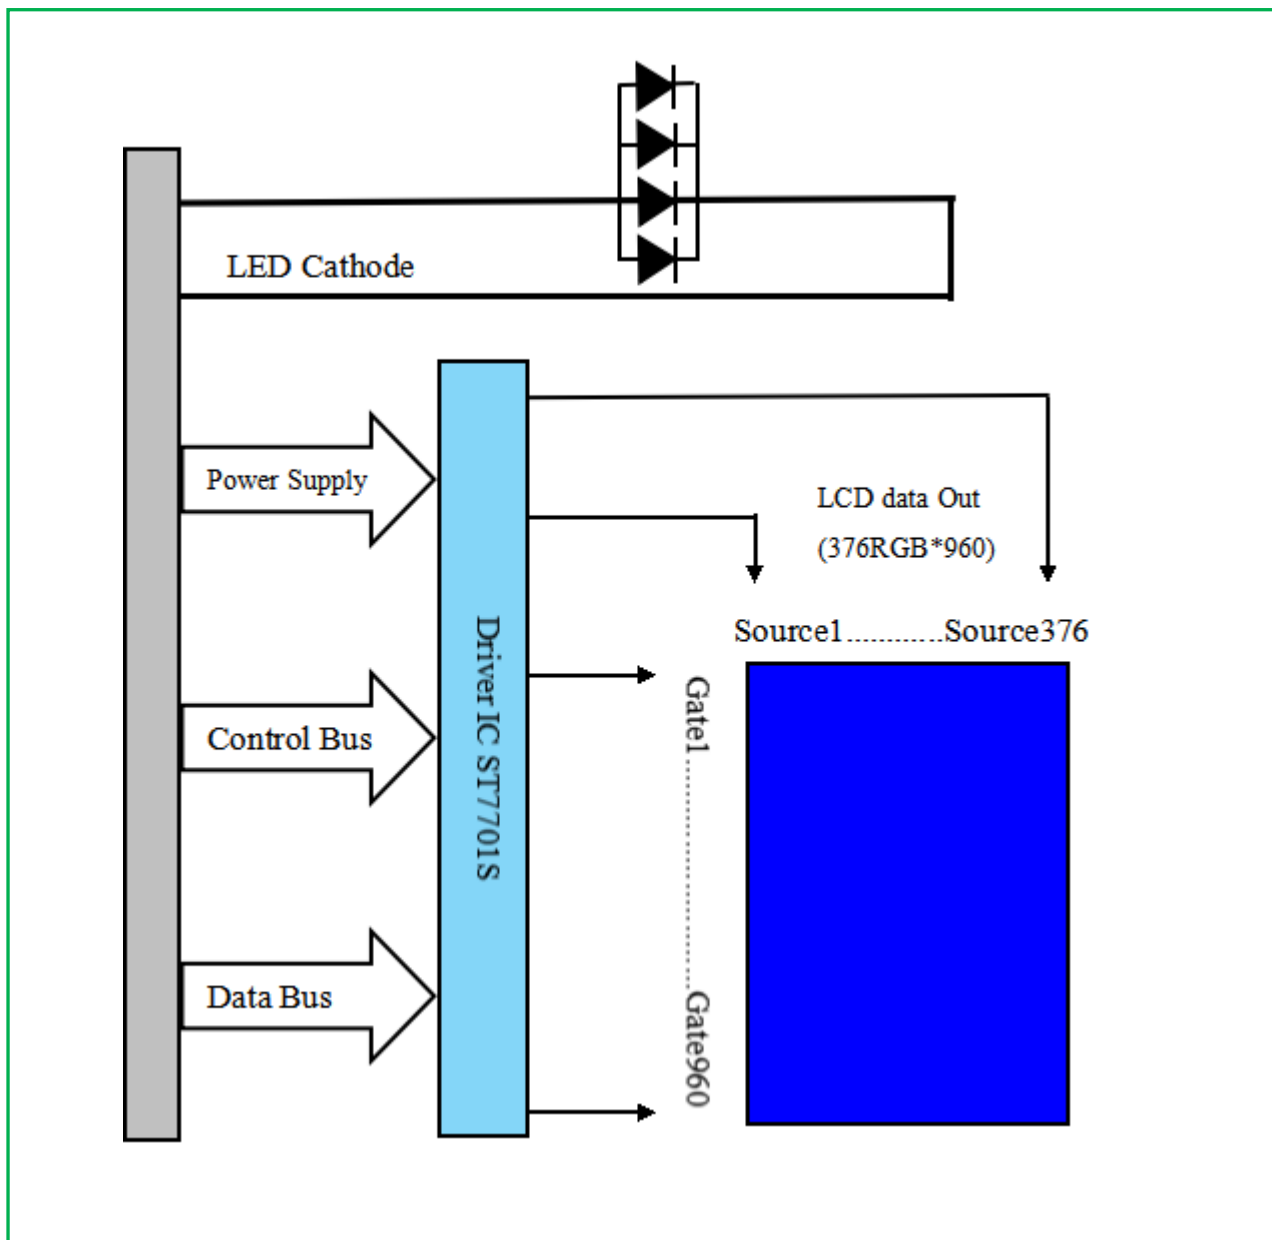 LED Cathode
Power Supply
LCD data Out
(376RGB*960)
Source1............Source376
Driver IC ST7701S
Gate1..............................Gate960
Control Bus
Data Bus